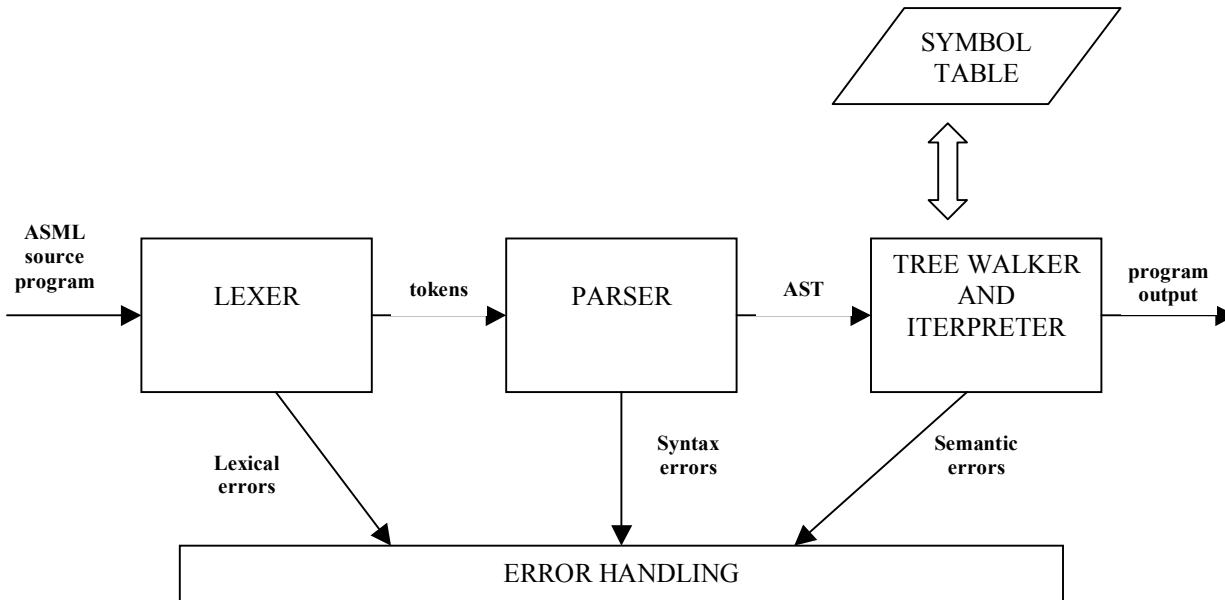 SYMBOL
TABLE
ASML
source
program
LEXER
tokens
PARSER
AST
TREE WALKER
AND
ITERPRETER
program
output
Lexical
errors
Syntax
errors
Semantic
errors
ERROR HANDLING